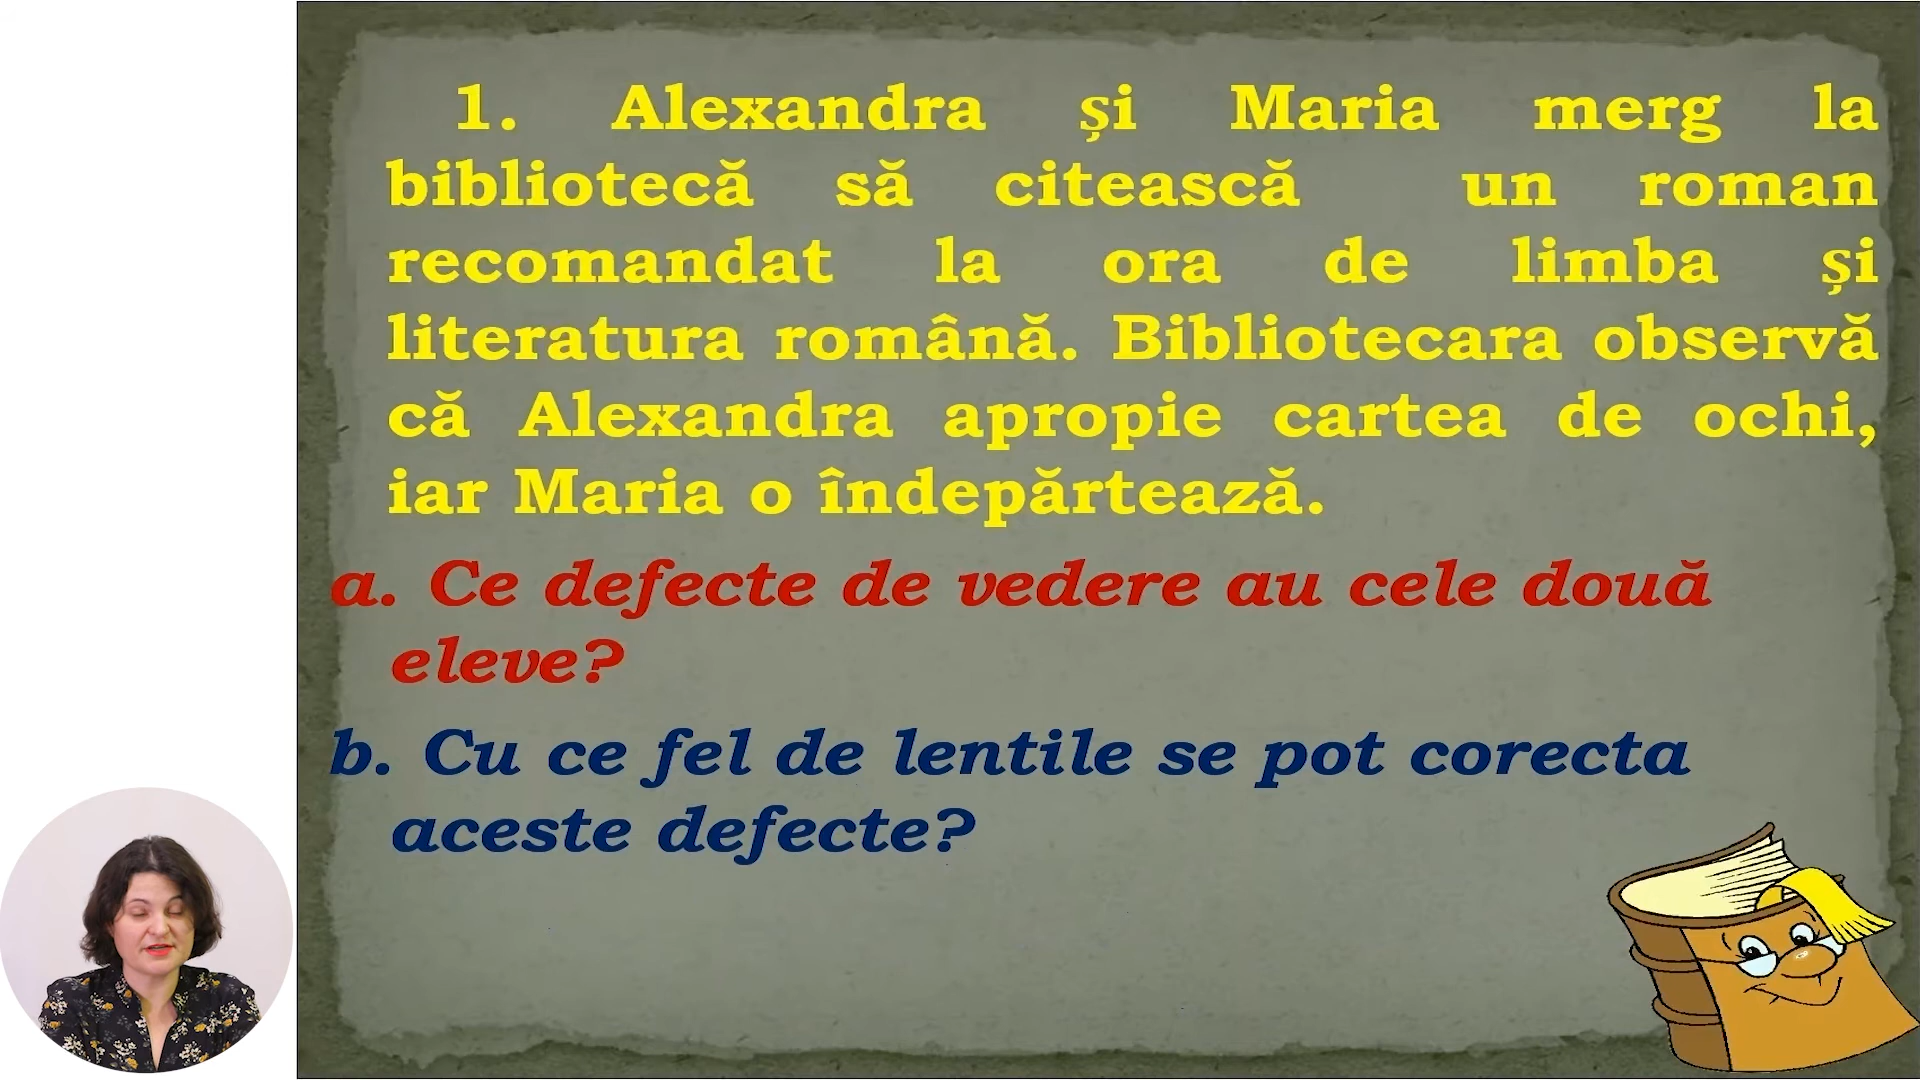 1. Alexandra și Maria merg la
bibliotecă să citească un roman
recomandat la ora de limba și
literatura română. Bibliotecara observă
că Alexandra apropie cartea de ochi,
iar Maria o îndepărtează.
a. Ce defecte de vedere au cele două
eleve?
b. Cu ce fel de lentile se pot corecta
aceste defecte?